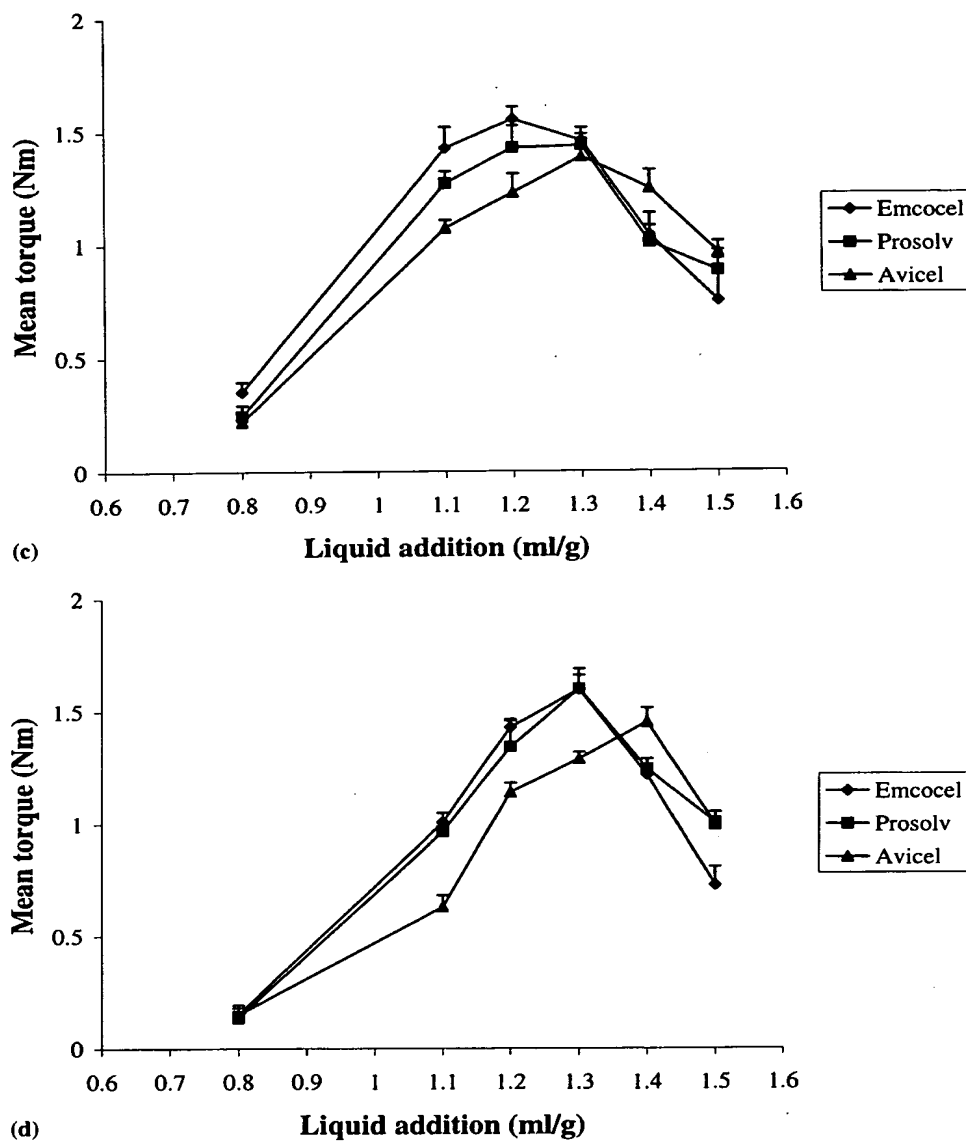 2
1.5
1
0.5
0
Mean torque (Nm)
0.6 0.7 0.8 0.9 1 1.1 1.2 1.3 1.4 1.5 1.6
Liquid addition (ml/g)
Emcocel
Prosolv
Avicel
(c)
2
1.5
1
0.5
0
Mean torque (Nm)
0.6 0.7 0.8 0.9 1 1.1 1.2 1.3 1.4 1.5 1.6
Liquid addition (ml/g)
Emcocel
Prosolv
Avicel
(d)